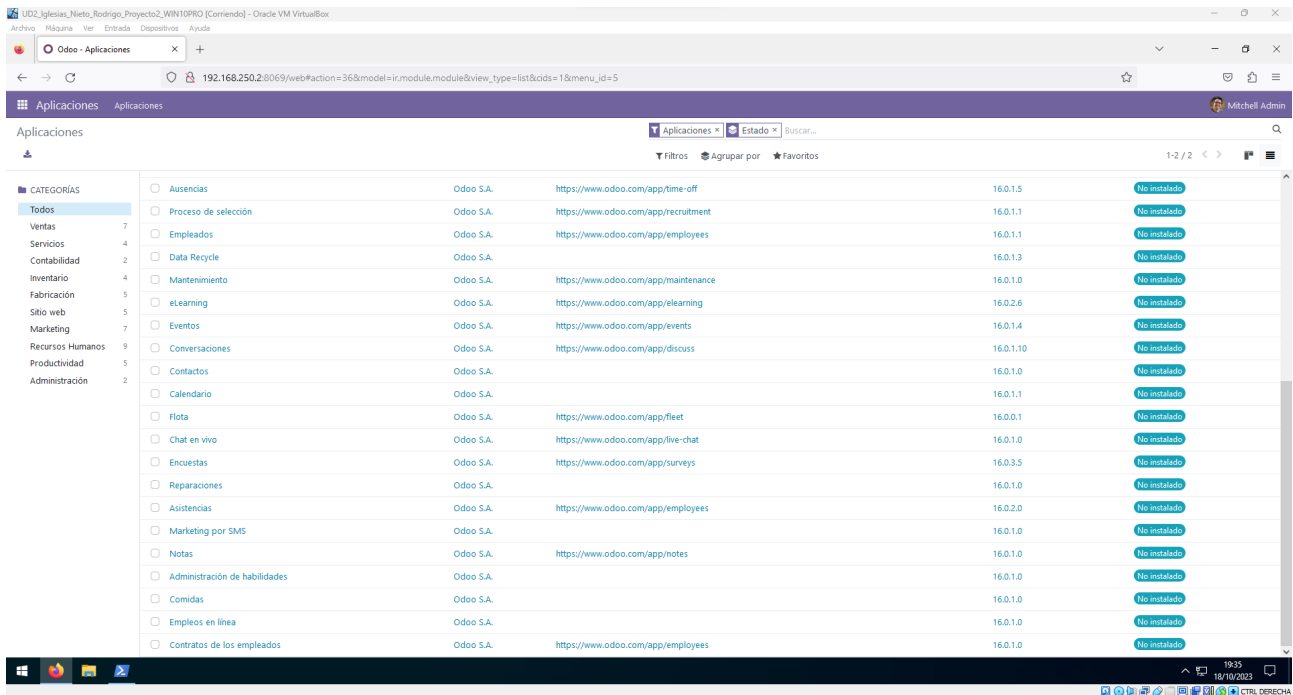 UD2_Iglesias_Nieto_Rodrigo_Proyecto2_WIN10PRO [Corriendo] - Oracle VM VirtualBox
Archivo Máquina Ver Entrada Dispositivos Ayuda
Odoo - Aplicaciones
192.168.250.2:8069/web#action=36&model=ir.module.module&view_type=list&cids=1&menu_id=5
Aplicaciones Aplicaciones Mitchell Admin
Aplicaciones Aplicaciones × Estado × Buscar...
Filtros Agrupar por Favoritos 1-2 / 2
CATEGORÍAS
Todos
Ventas 7
Servicios 4
Contabilidad 2
Inventario 4
Fabricación 5
Sitio web 5
Marketing 7
Recursos Humanos 9
Productividad 5
Administración 2
Ausencias Odoo S.A. https://www.odoo.com/app/time-off 16.0.1.5 No instalado
Proceso de selección Odoo S.A. https://www.odoo.com/app/recruitment 16.0.1.1 No instalado
Empleados Odoo S.A. https://www.odoo.com/app/employees 16.0.1.1 No instalado
Data Recycle Odoo S.A. 16.0.1.3 No instalado
Mantenimiento Odoo S.A. https://www.odoo.com/app/maintenance 16.0.1.0 No instalado
eLearning Odoo S.A. https://www.odoo.com/app/elearning 16.0.2.6 No instalado
Eventos Odoo S.A. https://www.odoo.com/app/events 16.0.1.4 No instalado
Conversaciones Odoo S.A. https://www.odoo.com/app/discuss 16.0.1.10 No instalado
Contactos Odoo S.A. 16.0.1.0 No instalado
Calendario Odoo S.A. 16.0.1.1 No instalado
Flota Odoo S.A. https://www.odoo.com/app/fleet 16.0.0.1 No instalado
Chat en vivo Odoo S.A. https://www.odoo.com/app/live-chat 16.0.1.0 No instalado
Encuestas Odoo S.A. https://www.odoo.com/app/surveys 16.0.3.5 No instalado
Reparaciones Odoo S.A. 16.0.1.0 No instalado
Asistencias Odoo S.A. https://www.odoo.com/app/employees 16.0.2.0 No instalado
Marketing por SMS Odoo S.A. 16.0.1.0 No instalado
Notas Odoo S.A. https://www.odoo.com/app/notes 16.0.1.0 No instalado
Administración de habilidades Odoo S.A. 16.0.1.0 No instalado
Comidas Odoo S.A. 16.0.1.0 No instalado
Empleos en línea Odoo S.A. 16.0.1.0 No instalado
Contratos de los empleados Odoo S.A. https://www.odoo.com/app/employees 16.0.1.0 No instalado
19:35
18/10/2023
CTRL DERECHA